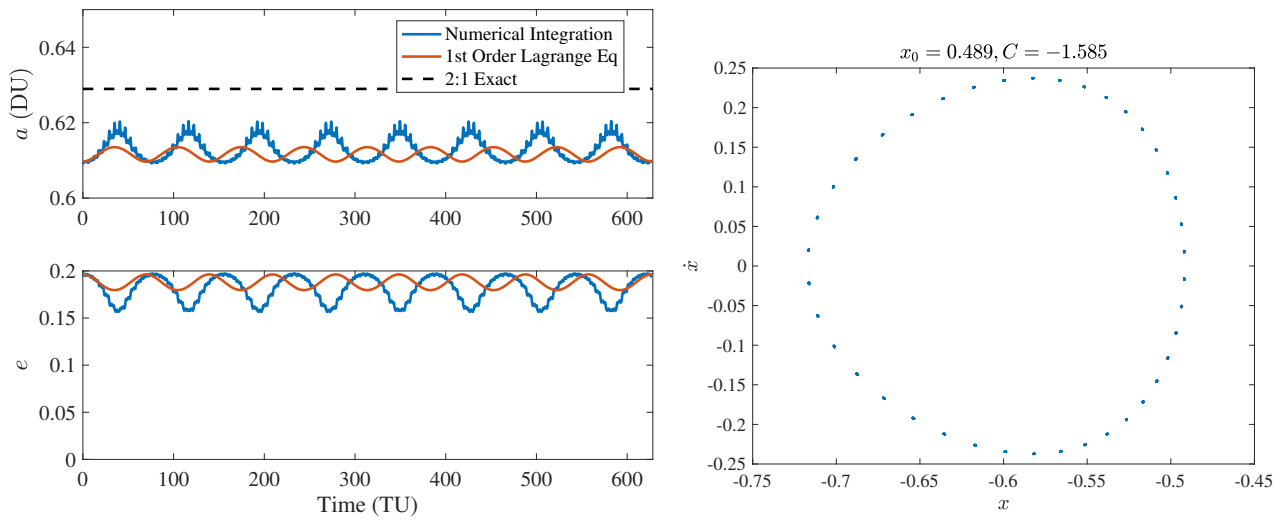 0.64
0.62
0.6
a (DU)
Numerical Integration
1st Order Lagrange Eq
2:1 Exact
0 100 200 300 400 500 600
0.2
0.15
0.1
0.05
0
e
0 100 200 300 400 500 600
Time (TU)
x₀ = 0.489, C = −1.585
0.25
0.2
0.15
0.1
0.05
0
-0.05
-0.1
-0.15
-0.2
-0.25
ẋ
-0.75 -0.7 -0.65 -0.6 -0.55 -0.5 -0.45
x